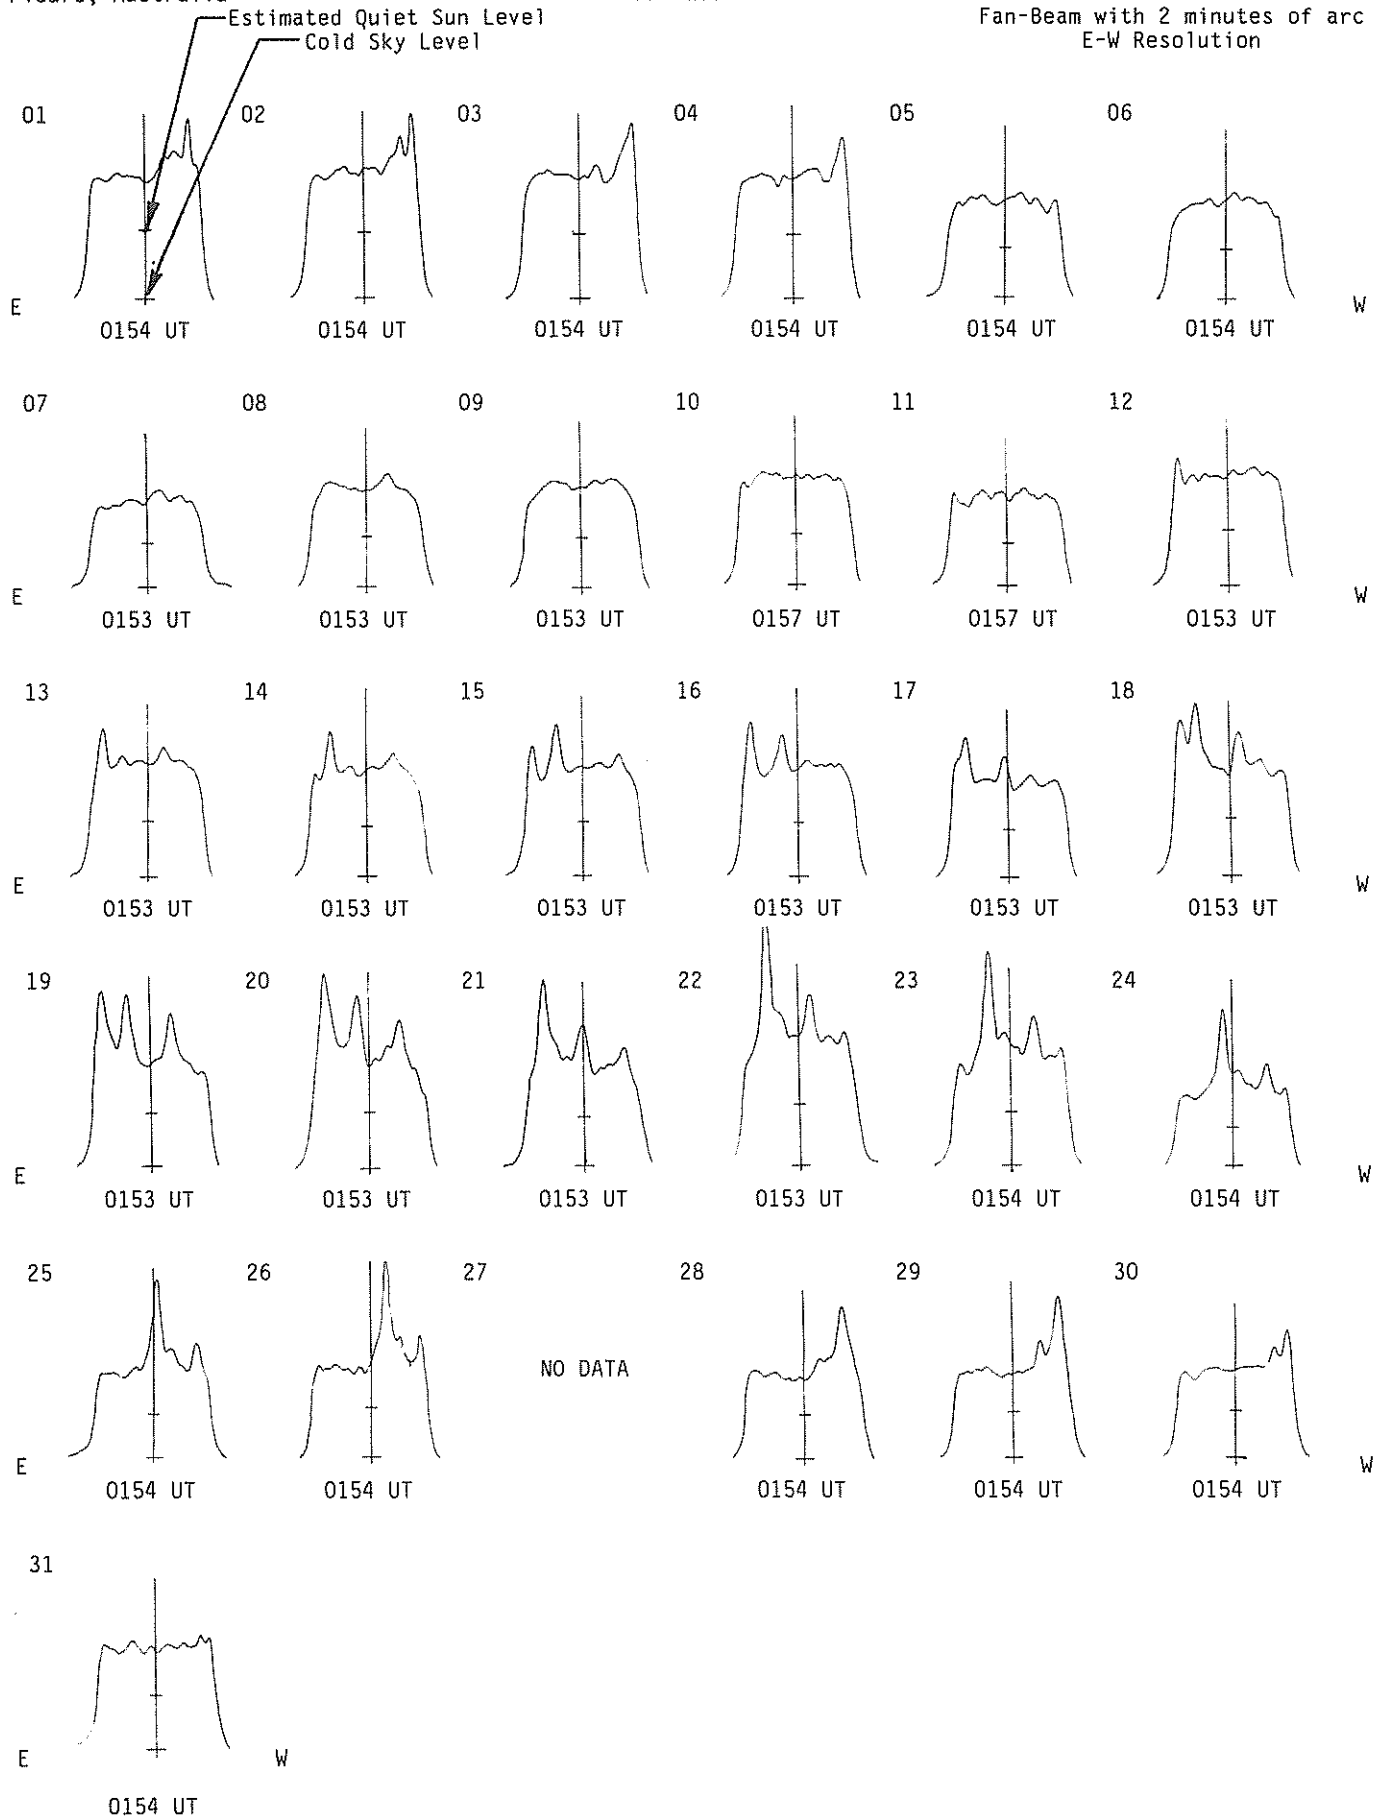 Estimated Quiet Sun Level
Cold Sky Level
Fan-Beam with 2 minutes of arc
E-W Resolution
01 02 03 04 05 06
E W
0154 UT 0154 UT 0154 UT 0154 UT 0154 UT 0154 UT
07 08 09 10 11 12
E W
0153 UT 0153 UT 0153 UT 0157 UT 0157 UT 0153 UT
13 14 15 16 17 18
E W
0153 UT 0153 UT 0153 UT 0153 UT 0153 UT 0153 UT
19 20 21 22 23 24
E W
0153 UT 0153 UT 0153 UT 0153 UT 0154 UT 0154 UT
25 26 27 28 29 30
NO DATA
E W
0154 UT 0154 UT 0154 UT 0154 UT 0154 UT
31
E W
0154 UT